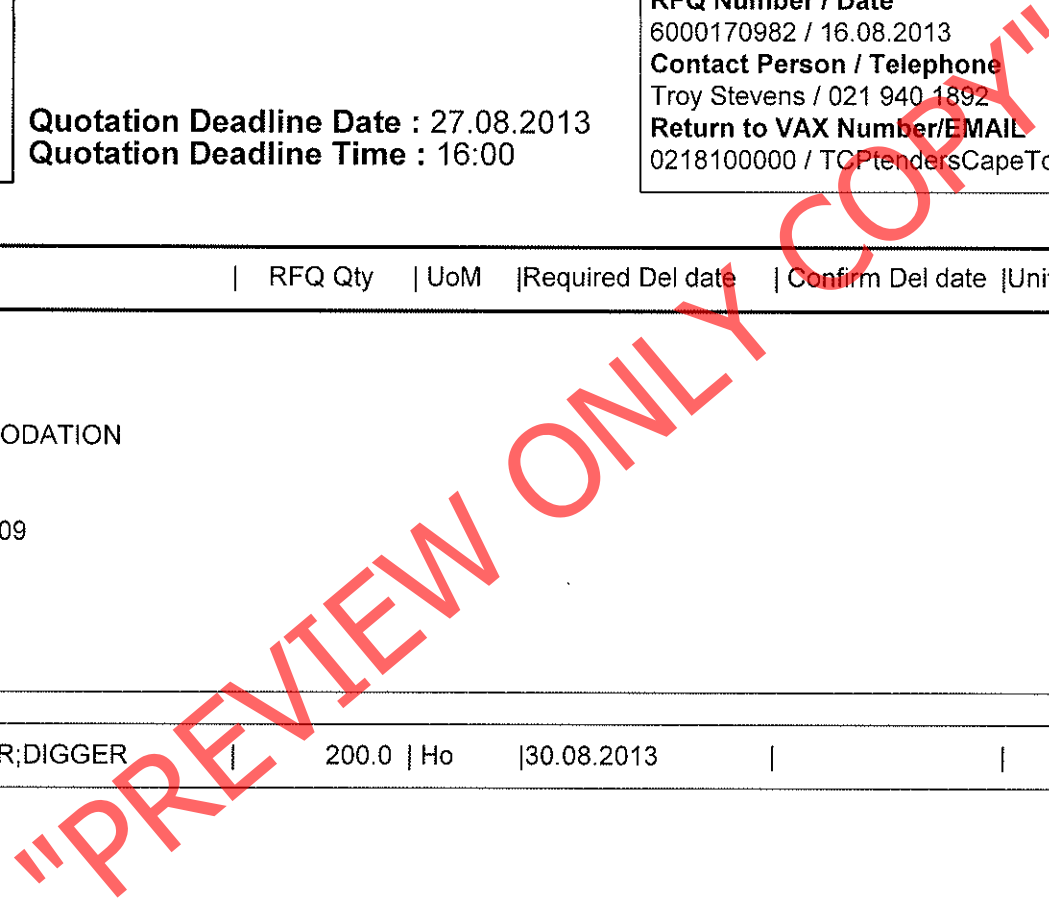 RFQ Number / Date
6000170982 / 16.08.2013
Contact Person / Telephone
Troy Stevens / 021 940 1892
Quotation Deadline Date : 27.08.2013
Return to VAX Number/EMAIL
Quotation Deadline Time : 16:00
0218100000 / TCPtendersCapeTo
| RFQ Qty | UoM |Required Del date | Confirm Del date |Uni
ODATION
09
R;DIGGER | 200.0 | Ho |30.08.2013 | |
"PREVIEW ONLY COPY"